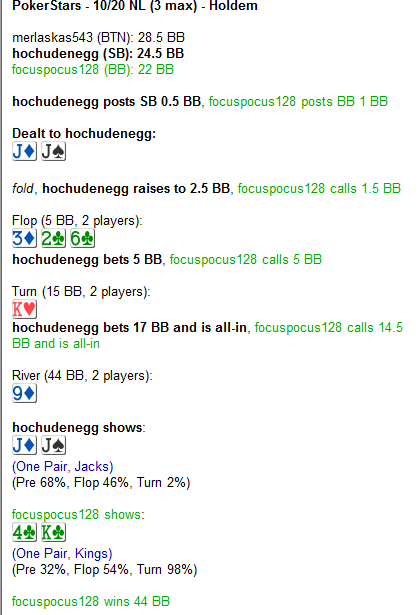 PokerStars - 10/20 NL (3 max) - Holdem
merlaskas543 (BTN): 28.5 BB
hochudenegg (SB): 24.5 BB
focuspocus128 (BB): 22 BB
hochudenegg posts SB 0.5 BB, focuspocus128 posts BB 1 BB
Dealt to hochudenegg:
J♦ J♠
fold, hochudenegg raises to 2.5 BB, focuspocus128 calls 1.5 BB
Flop (5 BB, 2 players):
3♦ 2♣ 6♣
hochudenegg bets 5 BB, focuspocus128 calls 5 BB
Turn (15 BB, 2 players):
K♥
hochudenegg bets 17 BB and is all-in, focuspocus128 calls 14.5
BB and is all-in
River (44 BB, 2 players):
9♦
hochudenegg shows:
J♦ J♠
(One Pair, Jacks)
(Pre 68%, Flop 46%, Turn 2%)
focuspocus128 shows:
4♣ K♣
(One Pair, Kings)
(Pre 32%, Flop 54%, Turn 98%)
focuspocus128 wins 44 BB